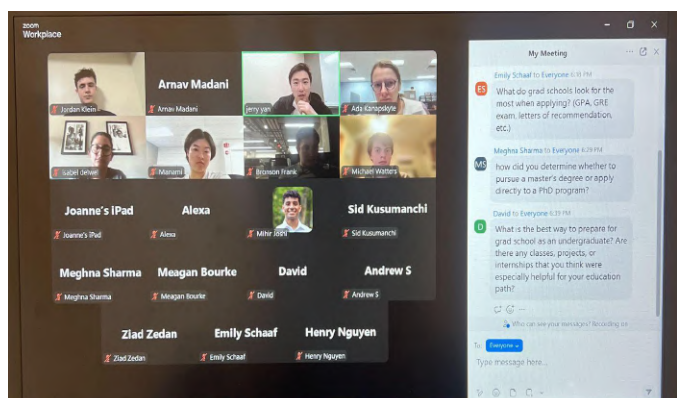 zoom
Workplace
Jordan Klein
Arnav Madani
Arnav Madani
jerry yan
Ada Kanapskyte
Manami
Bronson Frank
Michael Watters
Joanne's iPad
Joanne's iPad
Alexa
Alexa
Mihir Joshi
Sid Kusumanchi
Sid Kusumanchi
Meghna Sharma
Meghna Sharma
Meagan Bourke
Meagan Bourke
David
David
Andrew S
Andrew S
Ziad Zedan
Ziad Zedan
Emily Schaaf
Emily Schaaf
Henry Nguyen
Henry Nguyen
My Meeting
Emily Schaaf to Everyone
ES
What do grad schools look for the
most when applying? (GPA, GRE
exam, letters of recommendation,
etc.)
Meghna Sharma to Everyone 6:29 PM
MS
how did you determine whether to
pursue a master's degree or apply
directly to a PhD program?
David to Everyone 6:39 PM
D
What is the best way to prepare for
grad school as an undergraduate? Are
there any classes, projects, or
internships that you think were
especially helpful for your education
path?
Who can see your messages? Recording on
To: Everyone
Type message here...